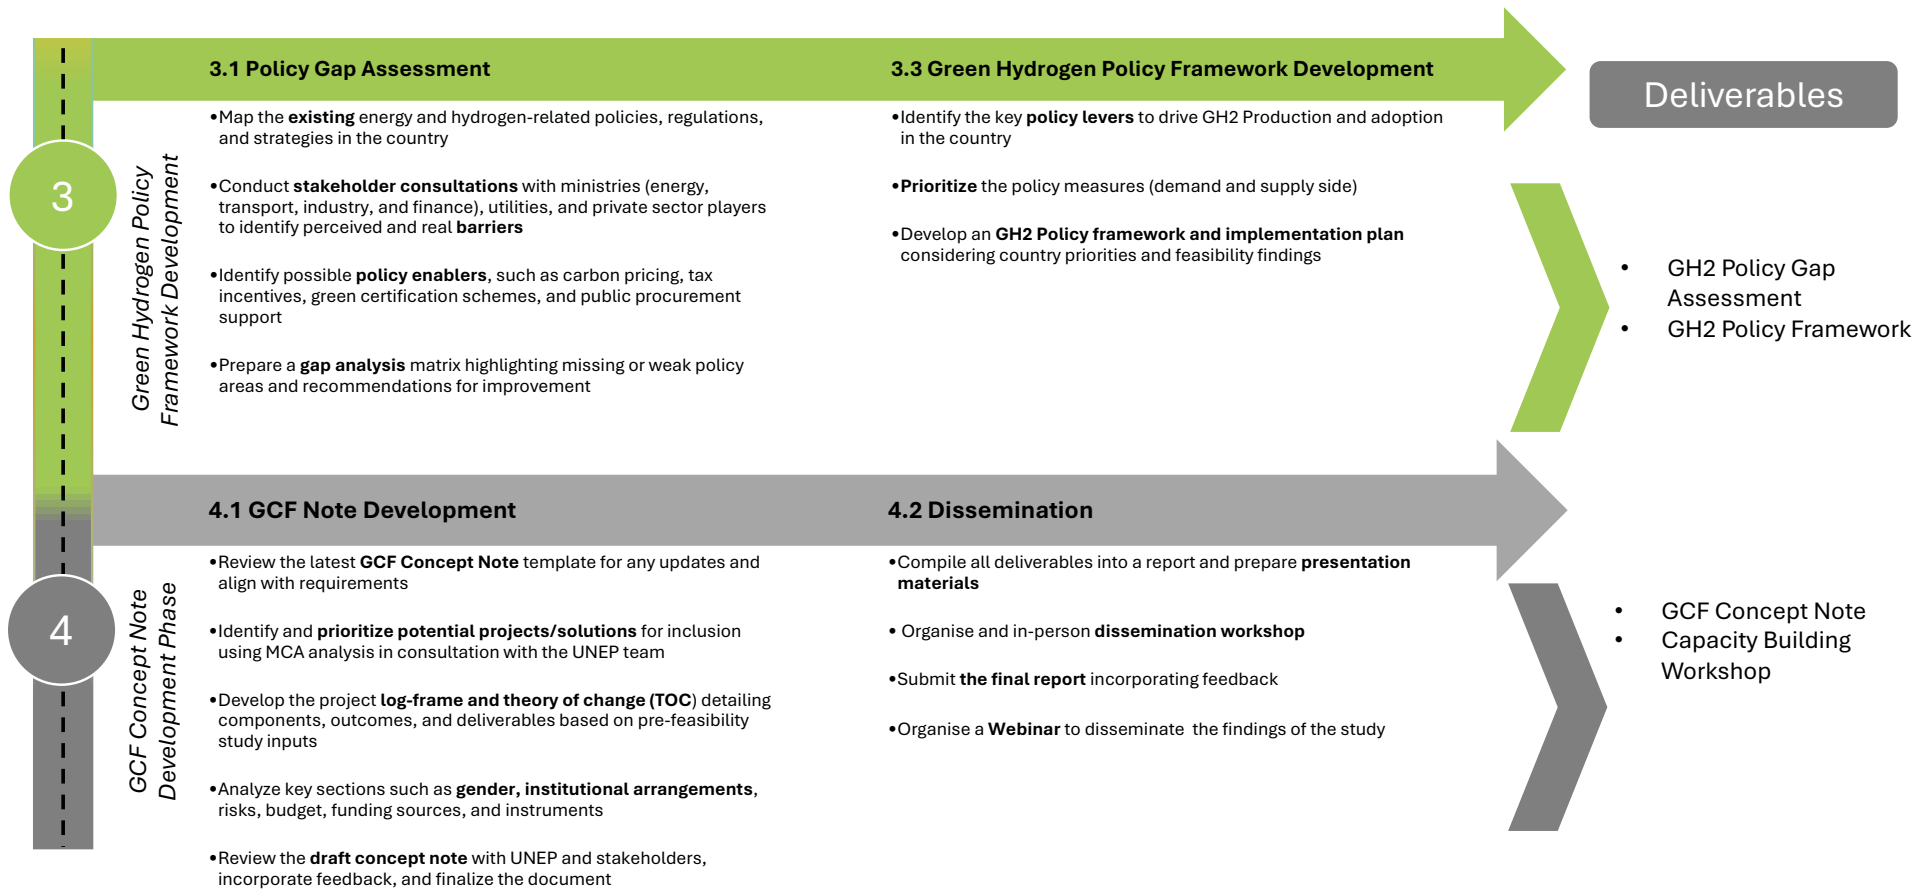 3.1 Policy Gap Assessment
•Map the existing energy and hydrogen-related policies, regulations,
and strategies in the country
•Conduct stakeholder consultations with ministries (energy,
transport, industry, and finance), utilities, and private sector players
to identify perceived and real barriers
•Identify possible policy enablers, such as carbon pricing, tax
incentives, green certification schemes, and public procurement
support
•Prepare a gap analysis matrix highlighting missing or weak policy
areas and recommendations for improvement
3.3 Green Hydrogen Policy Framework Development
•Identify the key policy levers to drive GH2 Production and adoption
in the country
•Prioritize the policy measures (demand and supply side)
•Develop an GH2 Policy framework and implementation plan
considering country priorities and feasibility findings
Deliverables
• GH2 Policy Gap
Assessment
• GH2 Policy Framework
3
Green Hydrogen Policy
Framework Development
4.1 GCF Note Development
•Review the latest GCF Concept Note template for any updates and
align with requirements
•Identify and prioritize potential projects/solutions for inclusion
using MCA analysis in consultation with the UNEP team
•Develop the project log-frame and theory of change (TOC) detailing
components, outcomes, and deliverables based on pre-feasibility
study inputs
•Analyze key sections such as gender, institutional arrangements,
risks, budget, funding sources, and instruments
•Review the draft concept note with UNEP and stakeholders,
incorporate feedback, and finalize the document
4.2 Dissemination
•Compile all deliverables into a report and prepare presentation
materials
• Organise and in-person dissemination workshop
•Submit the final report incorporating feedback
•Organise a Webinar to disseminate the findings of the study
• GCF Concept Note
• Capacity Building
Workshop
4
GCF Concept Note
Development Phase